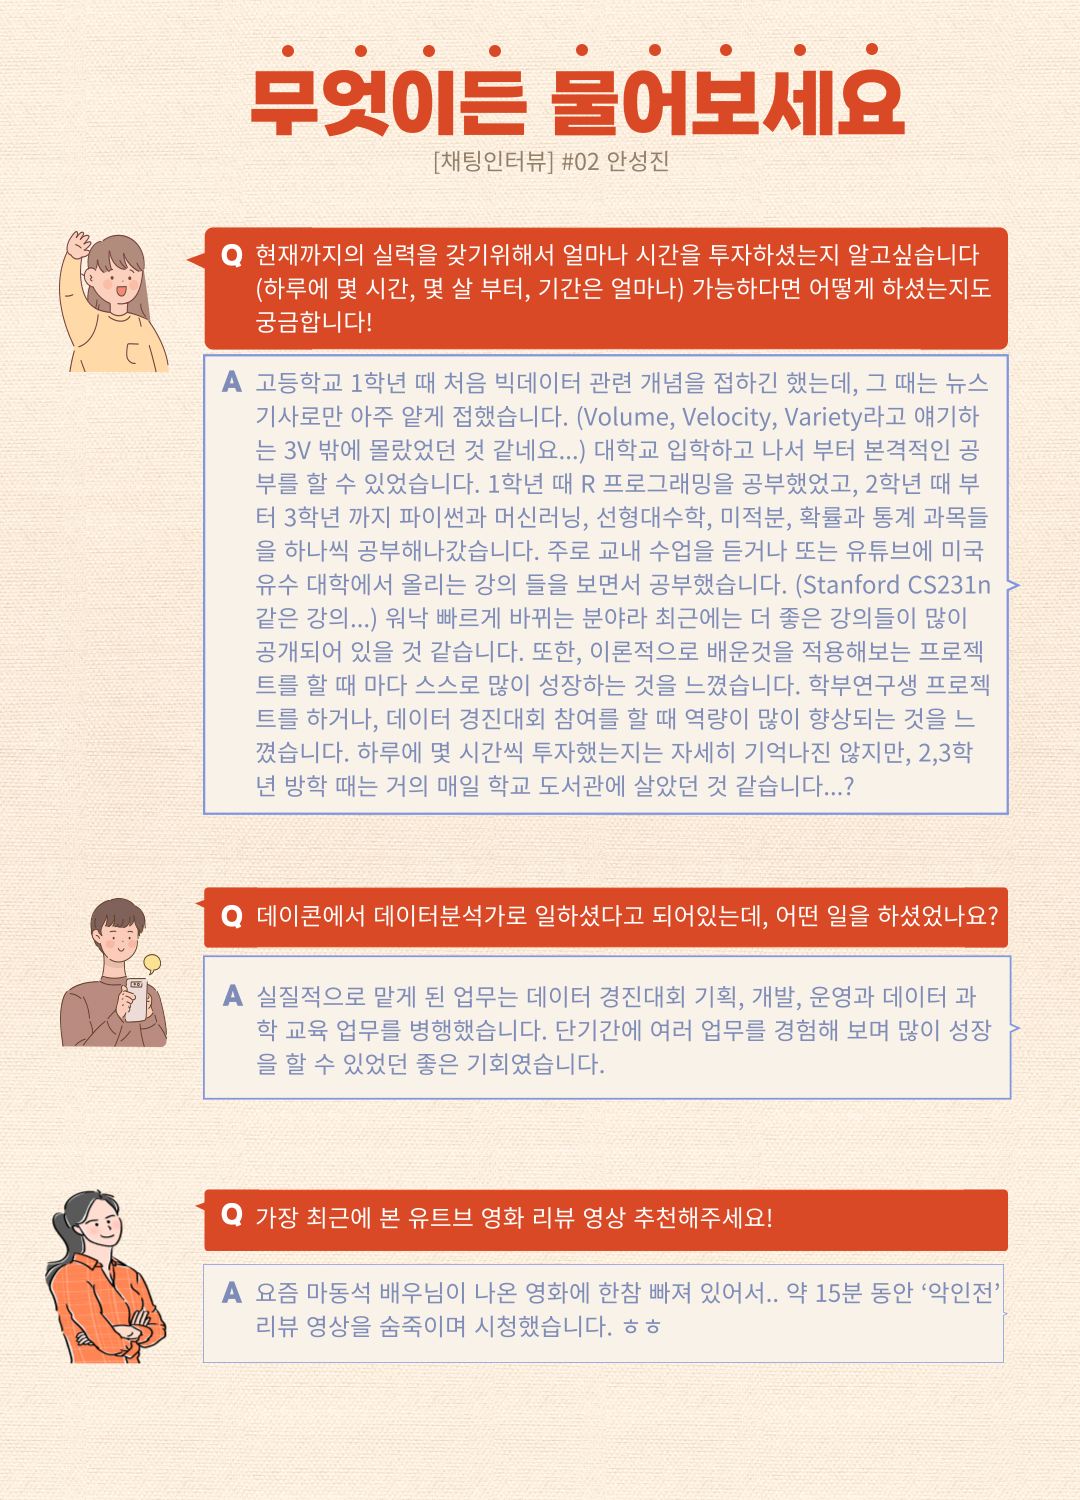 무엇이든 물어보세요
[채팅인터뷰] #02 안성진
Q 현재까지의 실력을 갖기위해서 얼마나 시간을 투자하셨는지 알고싶습니다
(하루에 몇 시간, 몇 살 부터, 기간은 얼마나) 가능하다면 어떻게 하셨는지도
궁금합니다!
A 고등학교 1학년 때 처음 빅데이터 관련 개념을 접하긴 했는데, 그 때는 뉴스
기사로만 아주 얕게 접했습니다. (Volume, Velocity, Variety라고 얘기하
는 3V 밖에 몰랐었던 것 같네요...) 대학교 입학하고 나서 부터 본격적인 공
부를 할 수 있었습니다. 1학년 때 R 프로그래밍을 공부했었고, 2학년 때 부
터 3학년 까지 파이썬과 머신러닝, 선형대수학, 미적분, 확률과 통계 과목들
을 하나씩 공부해나갔습니다. 주로 교내 수업을 듣거나 또는 유튜브에 미국
유수 대학에서 올리는 강의 들을 보면서 공부했습니다. (Stanford CS231n
같은 강의...) 워낙 빠르게 바뀌는 분야라 최근에는 더 좋은 강의들이 많이
공개되어 있을 것 같습니다. 또한, 이론적으로 배운것을 적용해보는 프로젝
트를 할 때 마다 스스로 많이 성장하는 것을 느꼈습니다. 학부연구생 프로젝
트를 하거나, 데이터 경진대회 참여를 할 때 역량이 많이 향상되는 것을 느
꼈습니다. 하루에 몇 시간씩 투자했는지는 자세히 기억나진 않지만, 2,3학
년 방학 때는 거의 매일 학교 도서관에 살았던 것 같습니다...?
Q 데이콘에서 데이터분석가로 일하셨다고 되어있는데, 어떤 일을 하셨었나요?
A 실질적으로 맡게 된 업무는 데이터 경진대회 기획, 개발, 운영과 데이터 과
학 교육 업무를 병행했습니다. 단기간에 여러 업무를 경험해 보며 많이 성장
을 할 수 있었던 좋은 기회였습니다.
Q 가장 최근에 본 유트브 영화 리뷰 영상 추천해주세요!
A 요즘 마동석 배우님이 나온 영화에 한참 빠져 있어서.. 약 15분 동안 ‘악인전’
리뷰 영상을 숨죽이며 시청했습니다. ㅎㅎ